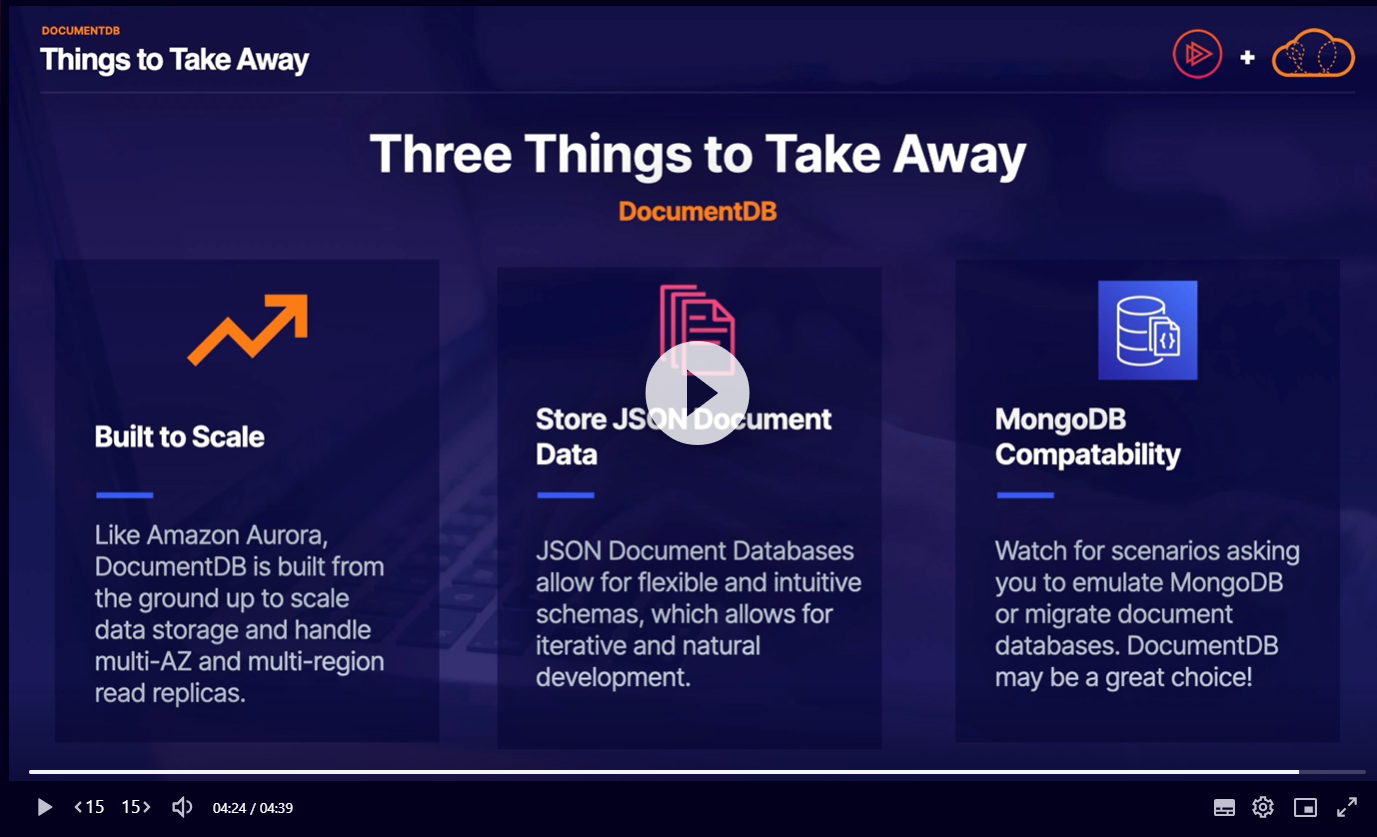 DOCUMENTDB
Things to Take Away
+
Three Things to Take Away
DocumentDB
Built to Scale
Like Amazon Aurora,
DocumentDB is built from
the ground up to scale
data storage and handle
multi-AZ and multi-region
read replicas.
Store JSON Document
Data
JSON Document Databases
allow for flexible and intuitive
schemas, which allows for
iterative and natural
development.
{}
MongoDB
Compatability
Watch for scenarios asking
you to emulate MongoDB
or migrate document
databases. DocumentDB
may be a great choice!
<15 15> 04:24 / 04:39